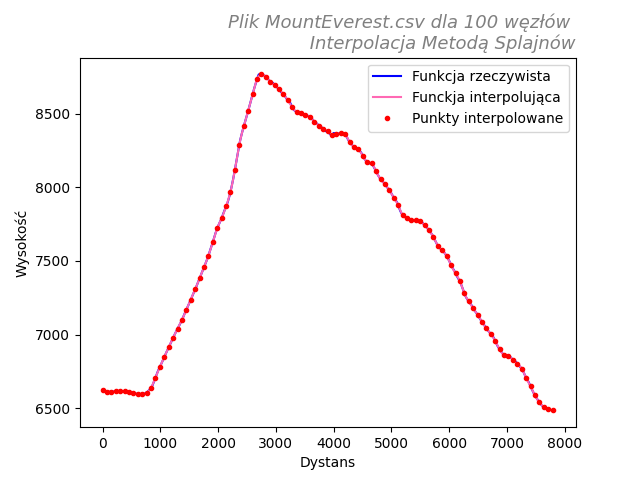 Plik MountEverest.csv dla 100 węzłów
Interpolacja Metodą Splajnów
Funkcja rzeczywista
Funckja interpolująca
Punkty interpolowane
Wysokość
8500
8000
7500
7000
6500
0 1000 2000 3000 4000 5000 6000 7000 8000
Dystans